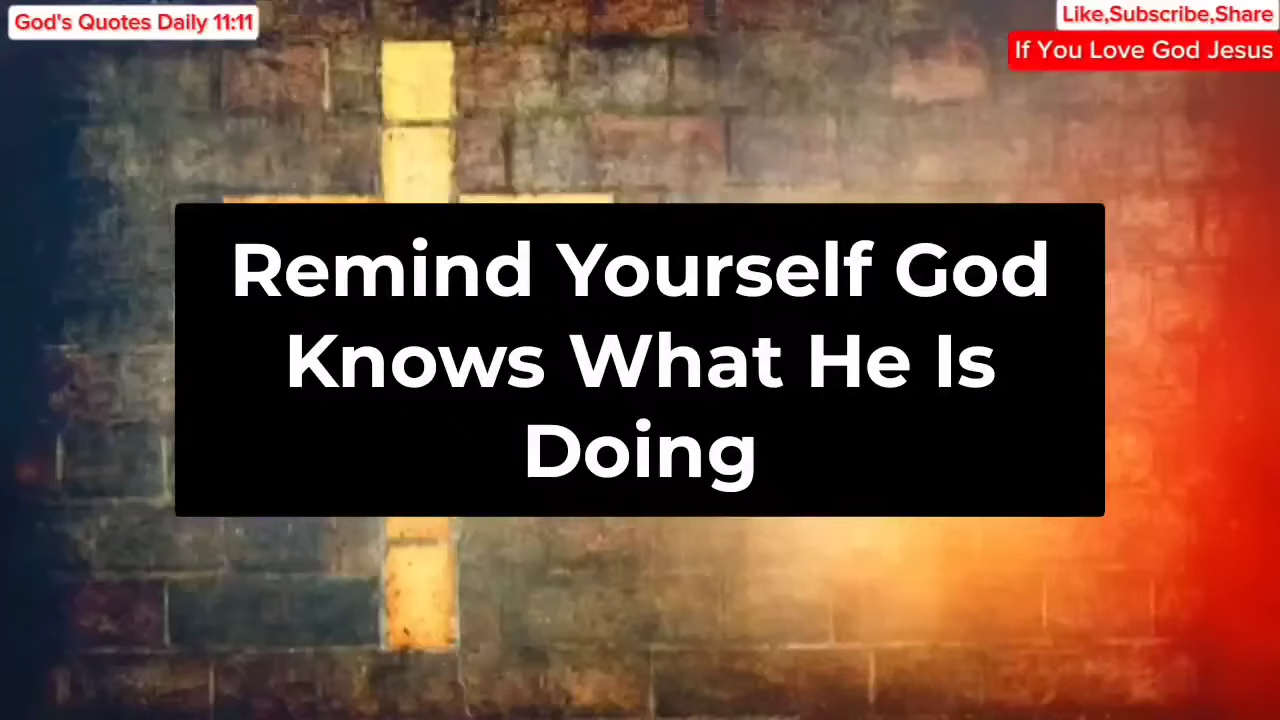 God's Quotes Daily 11:11
Like,Subscribe,Share
If You Love God Jesus
Remind Yourself God
Knows What He Is
Doing